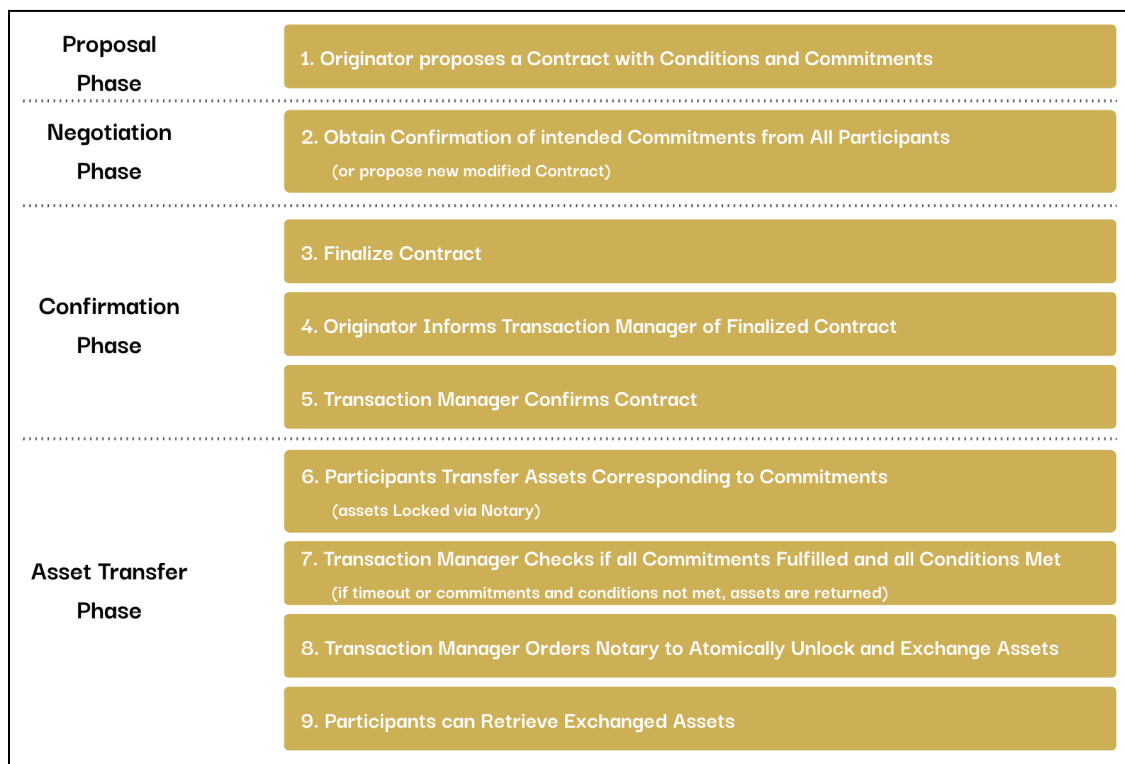 Proposal
Phase
1. Originator proposes a Contract with Conditions and Commitments
Negotiation
Phase
2. Obtain Confirmation of intended Commitments from All Participants
(or propose new modified Contract)
Confirmation
Phase
3. Finalize Contract
4. Originator Informs Transaction Manager of Finalized Contract
5. Transaction Manager Confirms Contract
Asset Transfer
Phase
6. Participants Transfer Assets Corresponding to Commitments
(assets Locked via Notary)
7. Transaction Manager Checks if all Commitments Fulfilled and all Conditions Met
(if timeout or commitments and conditions not met, assets are returned)
8. Transaction Manager Orders Notary to Atomically Unlock and Exchange Assets
9. Participants can Retrieve Exchanged Assets